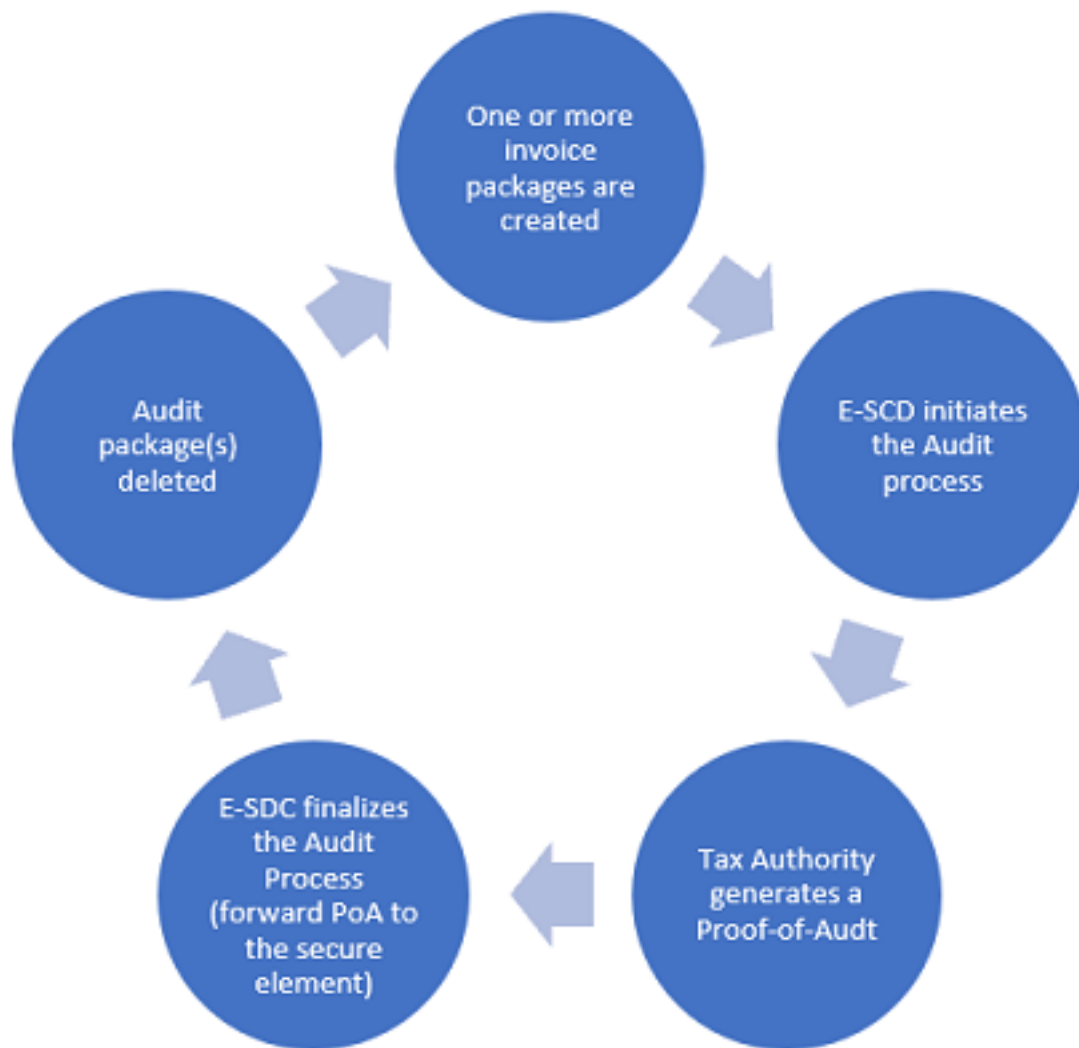 One or more
invoice
packages are
created
E-SCD initiates
the Audit
process
Tax Authority
generates a
Proof-of-Audt
E-SDC finalizes
the Audit
Process
(forward PoA to
the secure
element)
Audit
package(s)
deleted